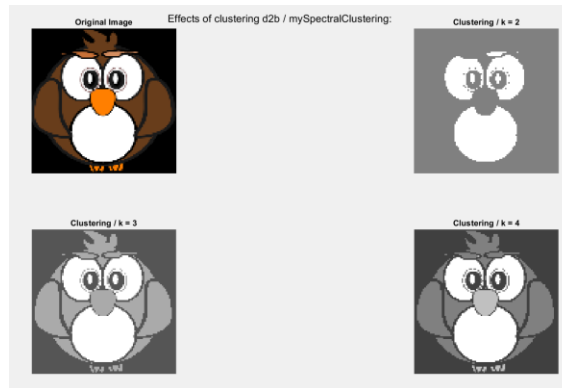 Effects of clustering d2b / mySpectralClustering:
Original Image
Clustering / k = 2
Clustering / k = 3
Clustering / k = 4